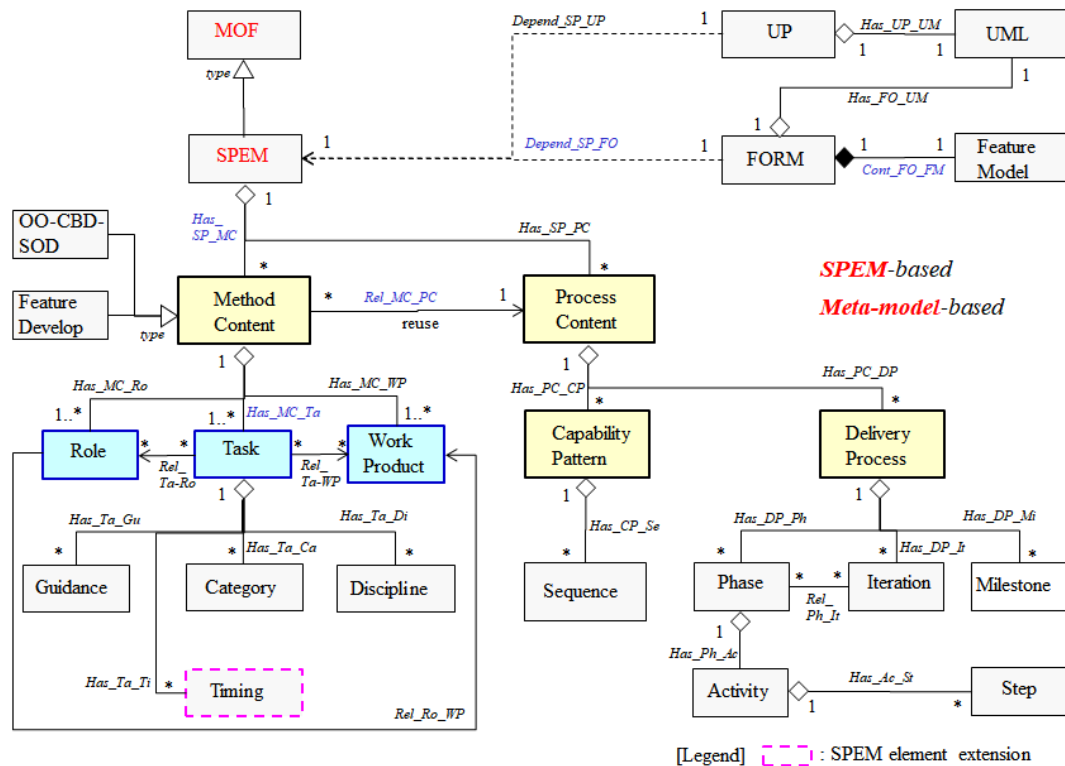 MOF
type
Depend_SP_UP
1
UP
Has_UP_UM
1
1
UML
1
Has_FO_UM
1
SPEM
1
Depend_SP_FO
1
FORM
1
1
Cont_FO_FM
Feature
Model
1
Has_
SP_MC
Has_SP_PC
OO-CBD-
SOD
*
*
SPEM-based
Feature
Develop
type
Method
Content
*
Rel_MC_PC
1
reuse
Process
Content
Meta-model-based
1
1
Has_MC_Ro
Has_MC_WP
Has_PC_CP
Has_PC_DP
1..*
1..*
Has_MC_Ta
1..*
*
*
Role
*
*
Task
*
*
Work
Product
Capability
Pattern
Delivery
Process
Rel_
Ta-Ro
Rel_
Ta-WP
1
1
1
Has_Ta_Gu
Has_Ta_Di
Has_CP_Se
Has_DP_Ph
Has_DP_Mi
*
*
Has_Ta_Ca
*
*
*
*
Has_DP_It
*
Guidance
Category
Discipline
Sequence
Phase
*
*
Rel_
Ph_It
Iteration
Milestone
1
Has_Ph_Ac
Has_Ta_Ti
*
Timing
Activity
1
Has_Ac_St
*
Step
Rel_Ro_WP
[Legend]
: SPEM element extension